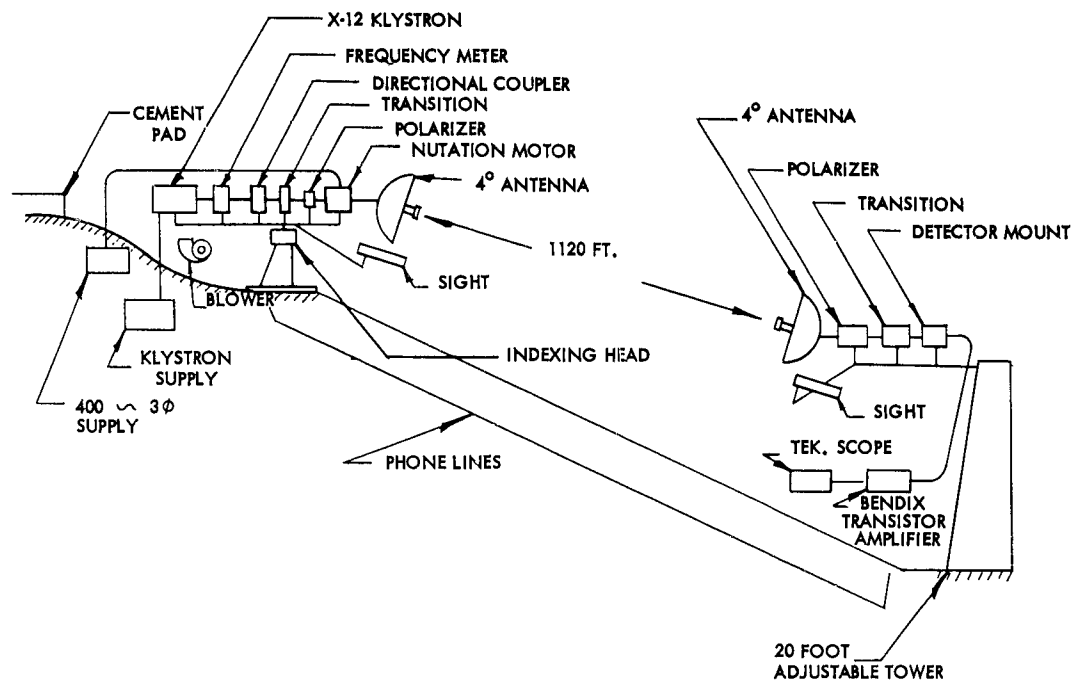 X-12 KLYSTRON
FREQUENCY METER
DIRECTIONAL COUPLER
TRANSITION
POLARIZER
NUTATION MOTOR
CEMENT
PAD
4° ANTENNA
1120 FT.
SIGHT
BLOWER
KLYSTRON
SUPPLY
INDEXING HEAD
400 ∽ 3ϕ
SUPPLY
PHONE LINES
4° ANTENNA
POLARIZER
TRANSITION
DETECTOR MOUNT
SIGHT
TEK. SCOPE
BENDIX
TRANSISTOR
AMPLIFIER
20 FOOT
ADJUSTABLE TOWER